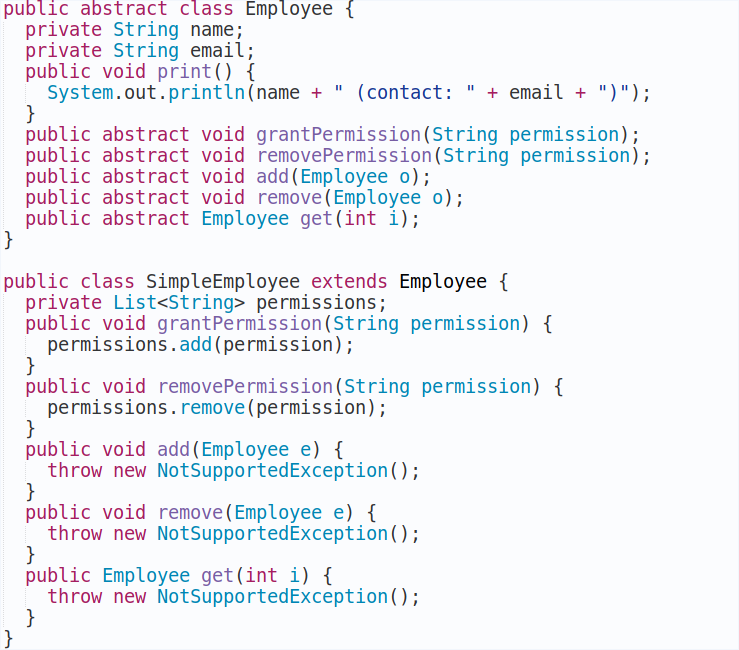 public abstract class Employee {
  private String name;
  private String email;
  public void print() {
    System.out.println(name + " (contact: " + email + ")");
  }
  public abstract void grantPermission(String permission);
  public abstract void removePermission(String permission);
  public abstract void add(Employee o);
  public abstract void remove(Employee o);
  public abstract Employee get(int i);
}

public class SimpleEmployee extends Employee {
  private List<String> permissions;
  public void grantPermission(String permission) {
    permissions.add(permission);
  }
  public void removePermission(String permission) {
    permissions.remove(permission);
  }
  public void add(Employee e) {
    throw new NotSupportedException();
  }
  public void remove(Employee e) {
    throw new NotSupportedException();
  }
  public Employee get(int i) {
    throw new NotSupportedException();
  }
}